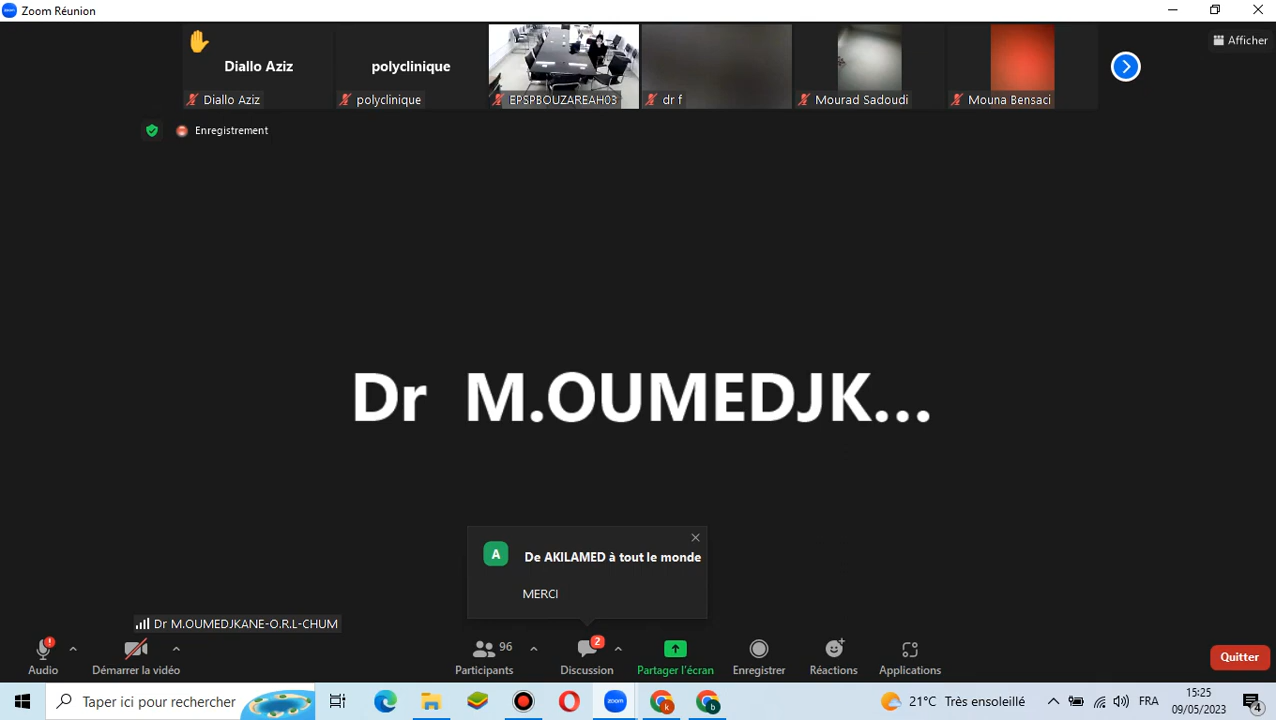 Zoom Réunion
Afficher
Diallo Aziz
Diallo Aziz
polyclinique
polyclinique
EPSPBOUZAREAH03
dr f
Mourad Sadoudi
Mouna Bensaci
Enregistrement
Dr M.OUMEDJK...
A
De AKILAMED à tout le monde
MERCI
Dr M.OUMEDJKANE-O.R.L-CHUM
Audio
Démarrer la vidéo
96
Participants
2
Discussion
Partager l'écran
Enregistrer
Réactions
Applications
Quitter
Taper ici pour rechercher
zoom
k
b
21°C Très ensoleillé
FRA
15:25
09/05/2023
4